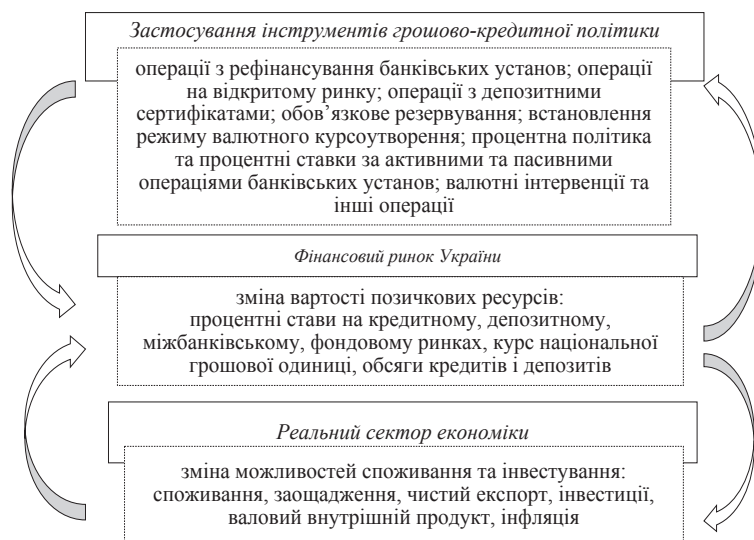 Застосування інструментів грошово-кредитної політики
операції з рефінансування банківських установ; операції
на відкритому ринку; операції з депозитними
сертифікатами; обов’язкове резервування; встановлення
режиму валютного курсоутворення; процентна політика
та процентні ставки за активними та пасивними
операціями банківських установ; валютні інтервенції та
інші операції
Фінансовий ринок України
зміна вартості позичкових ресурсів:
процентні стави на кредитному, депозитному,
міжбанківському, фондовому ринках, курс національної
грошової одиниці, обсяги кредитів і депозитів
Реальний сектор економіки
зміна можливостей споживання та інвестування:
споживання, заощадження, чистий експорт, інвестиції,
валовий внутрішній продукт, інфляція